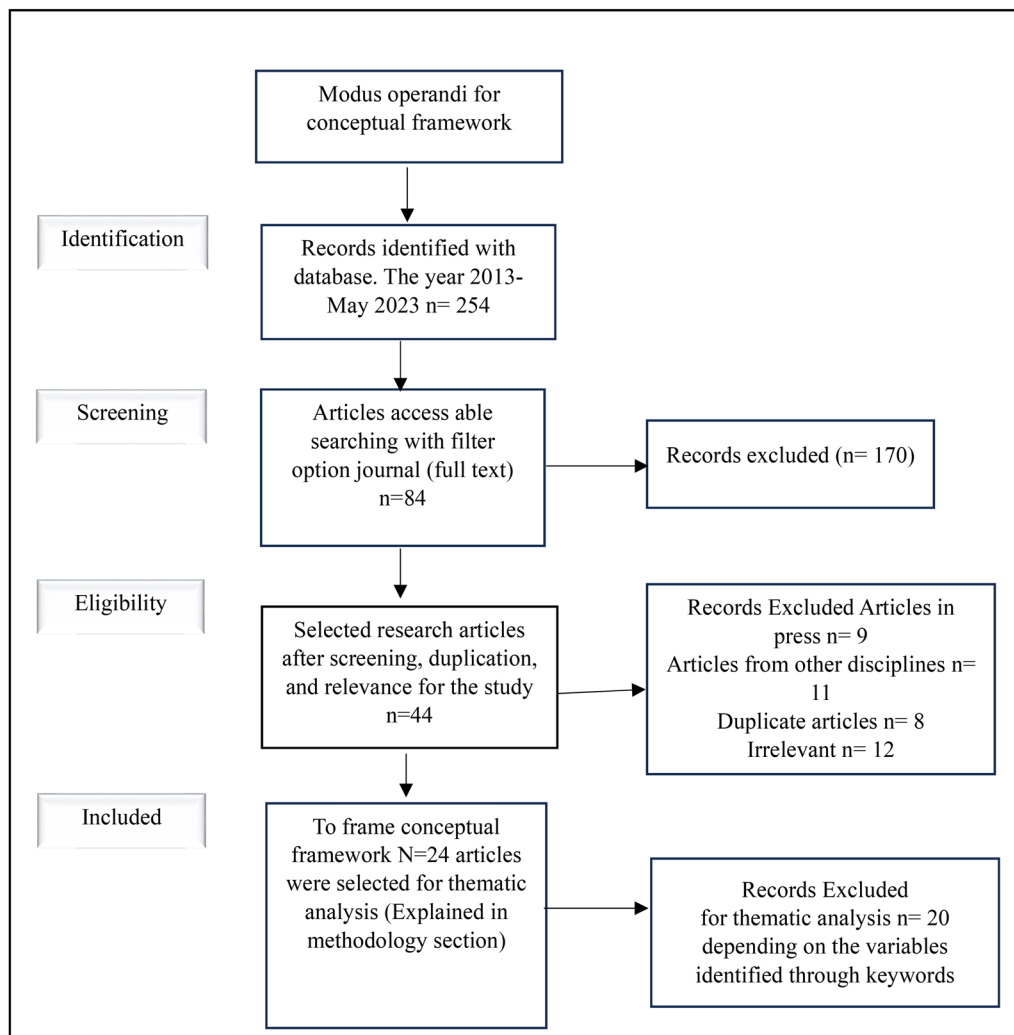 Modus operandi for
conceptual framework
Identification
Records identified with
database. The year 2013-
May 2023 n= 254
Screening
Articles access able
searching with filter
option journal (full text)
n=84
Records excluded (n= 170)
Eligibility
Selected research articles
after screening, duplication,
and relevance for the study
n=44
Records Excluded Articles in
press n= 9
Articles from other disciplines n=
11
Duplicate articles n= 8
Irrelevant n= 12
Included
To frame conceptual
framework N=24 articles
were selected for thematic
analysis (Explained in
methodology section)
Records Excluded
for thematic analysis n= 20
depending on the variables
identified through keywords